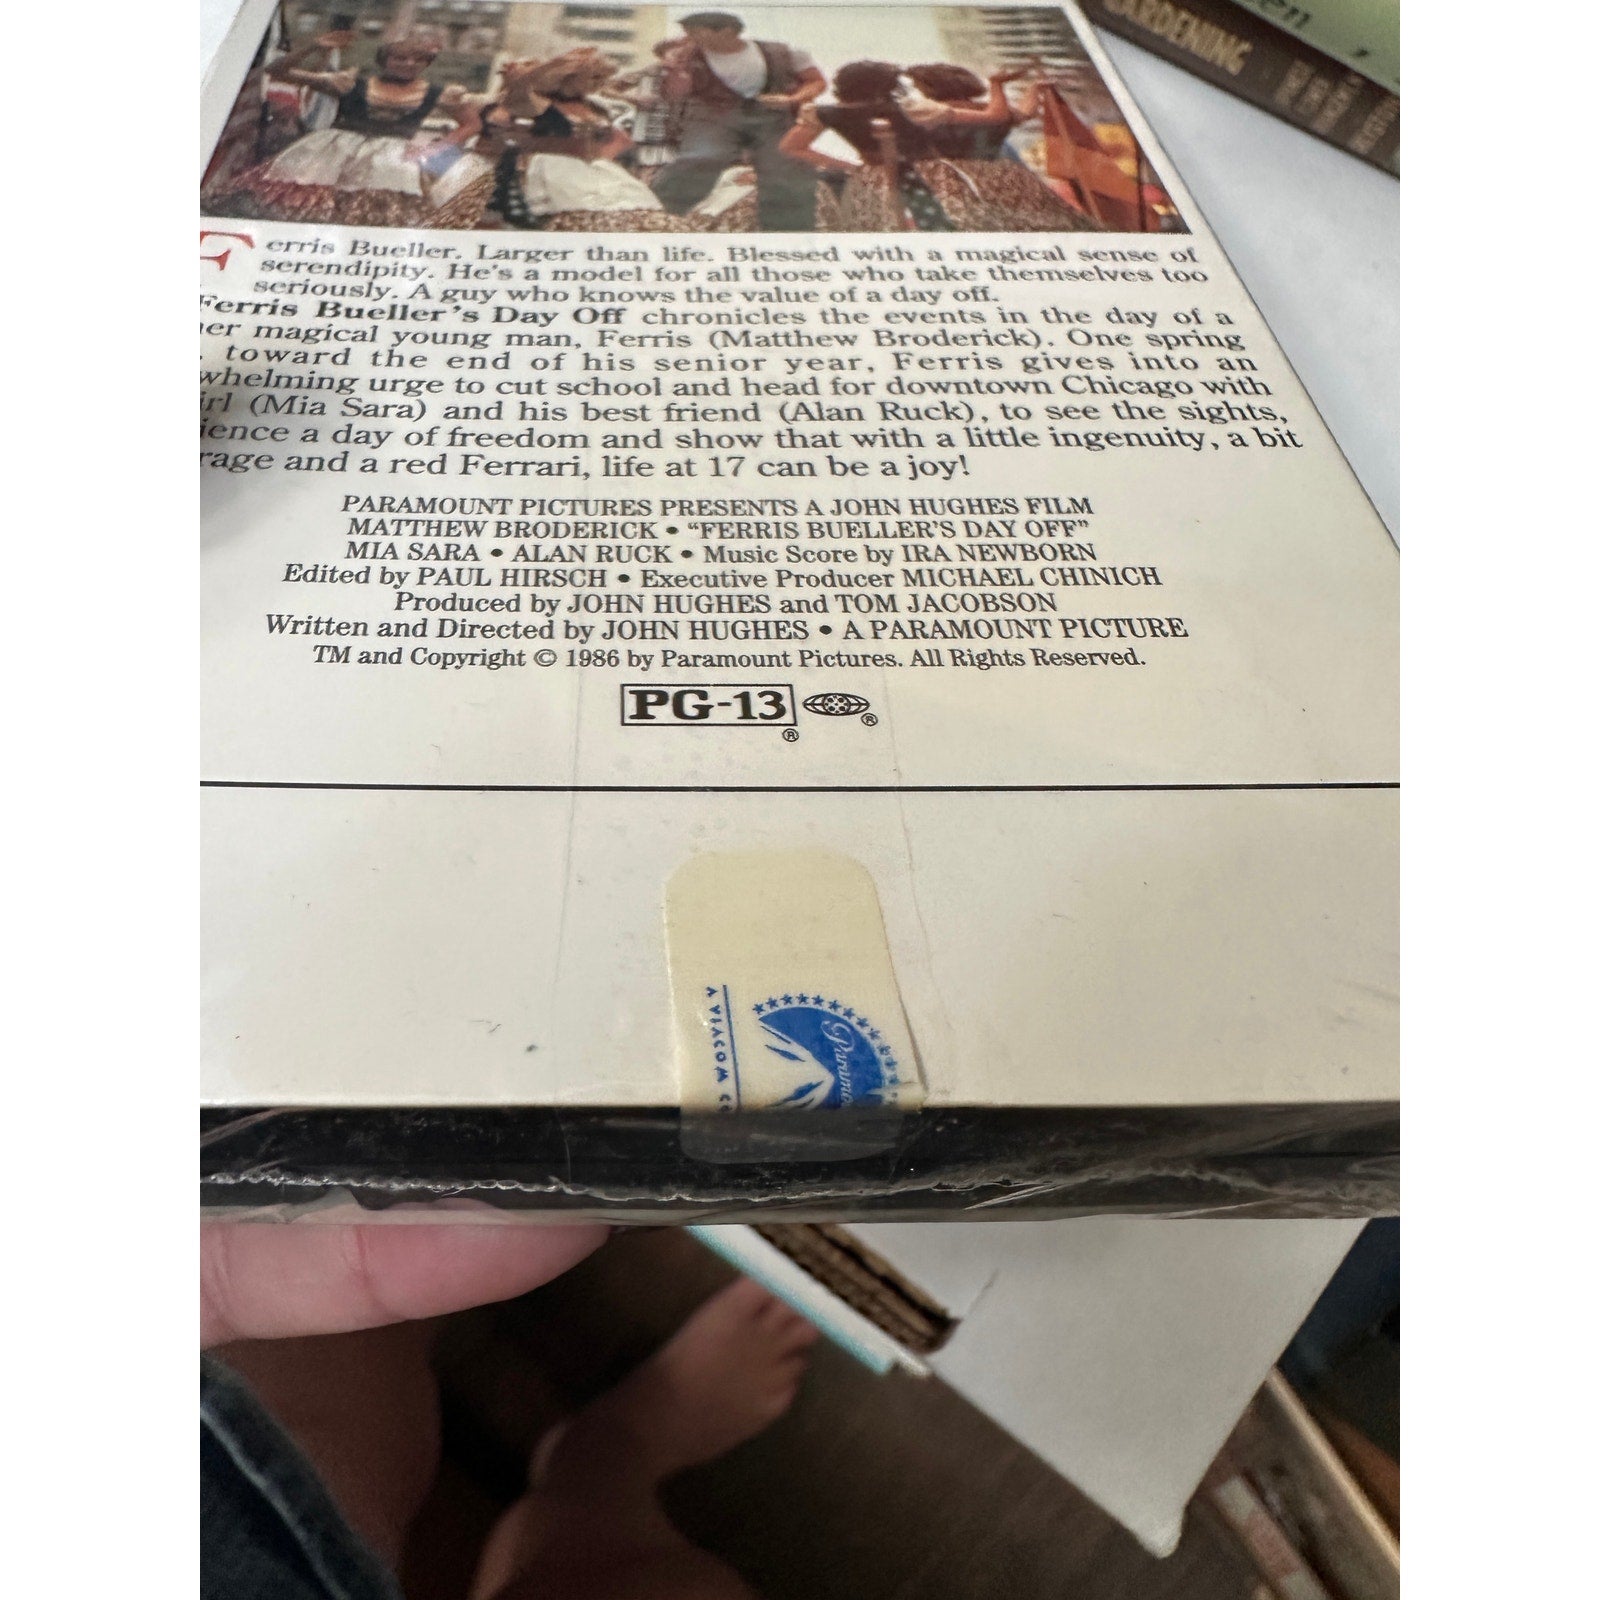 GARDENING
erris Bueller. Larger than life. Blessed with a magical sense of
serendipity. He's a model for all those who take themselves too
seriously. A guy who knows the value of a day off.
Ferris Bueller's Day Off chronicles the events in the day of a
er magical young man, Ferris (Matthew Broderick). One spring
, toward the end of his senior year, Ferris gives into an
whelming urge to cut school and head for downtown Chicago with
irl (Mia Sara) and his best friend (Alan Ruck), to see the sights,
ience a day of freedom and show that with a little ingenuity, a bit
rage and a red Ferrari, life at 17 can be a joy!
PARAMOUNT PICTURES PRESENTS A JOHN HUGHES FILM
MATTHEW BRODERICK • "FERRIS BUELLER'S DAY OFF"
MIA SARA • ALAN RUCK • Music Score by IRA NEWBORN
Edited by PAUL HIRSCH • Executive Producer MICHAEL CHINICH
Produced by JOHN HUGHES and TOM JACOBSON
Written and Directed by JOHN HUGHES • A PARAMOUNT PICTURE
TM and Copyright © 1986 by Paramount Pictures. All Rights Reserved.
PG-13 ®
®
A VIACOM CO
Parame